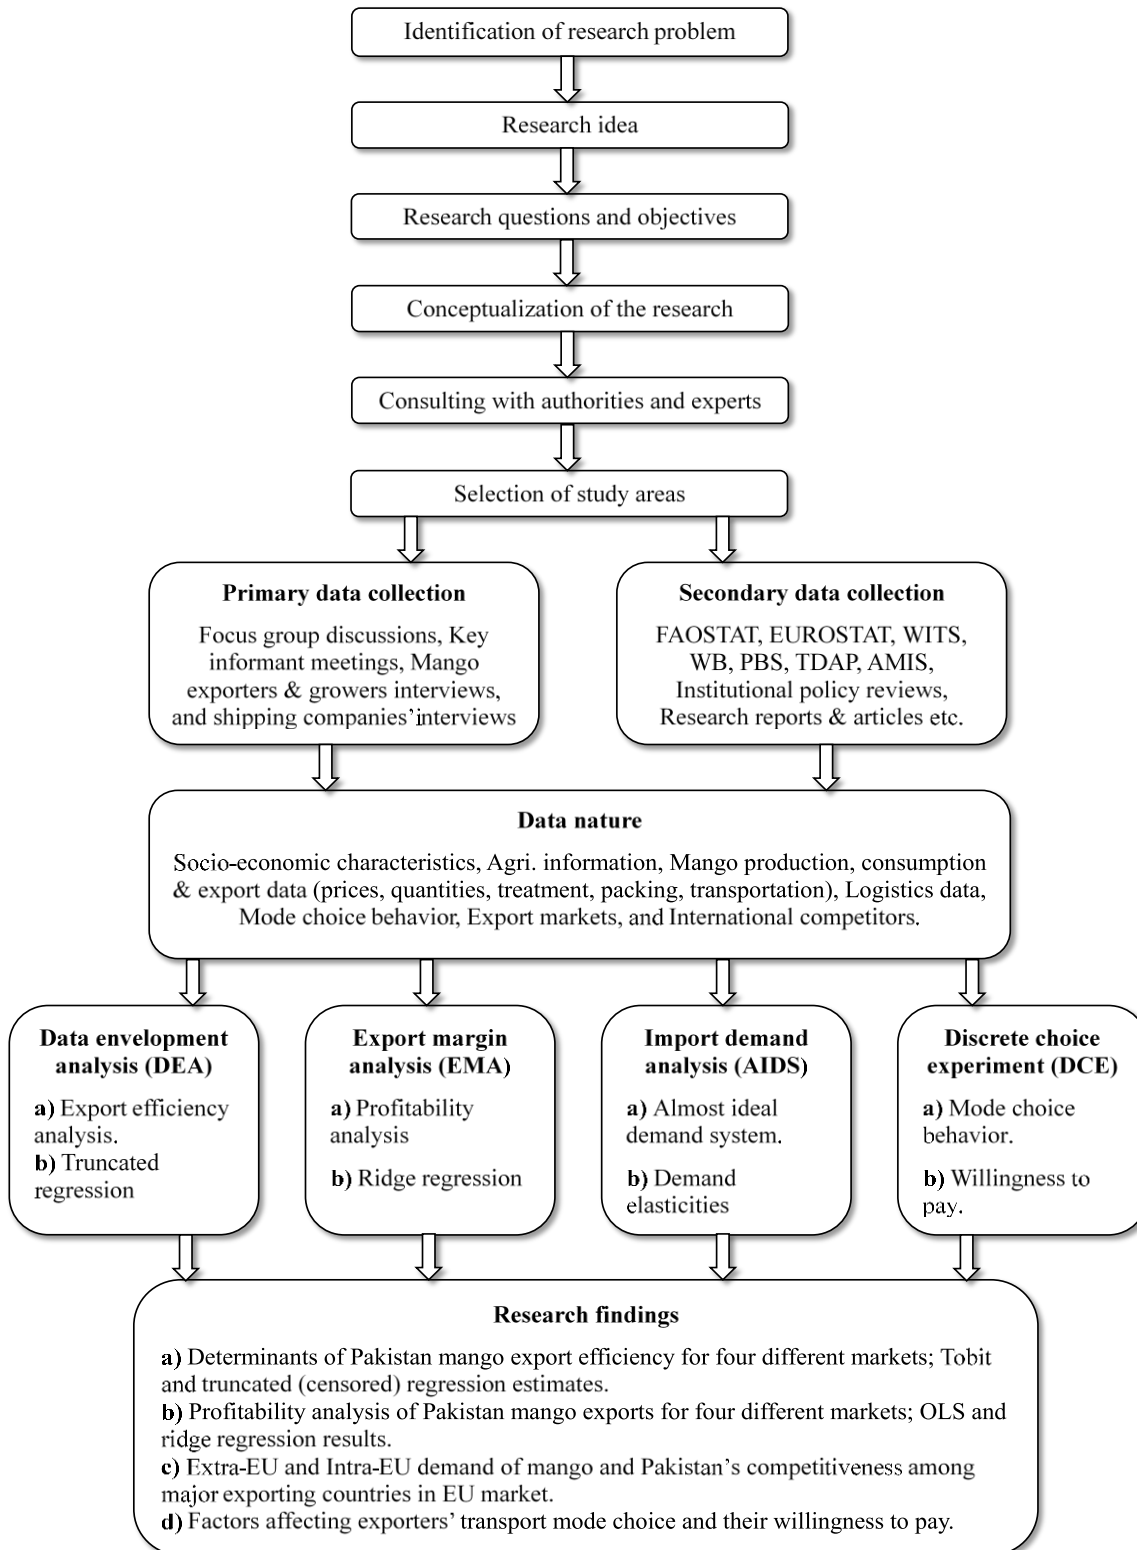 Identification of research problem
Research idea
Research questions and objectives
Conceptualization of the research
Consulting with authorities and experts
Selection of study areas
Primary data collection
Focus group discussions, Key
informant meetings, Mango
exporters & growers interviews,
and shipping companies' interviews
Secondary data collection
FAOSTAT, EUROSTAT, WITS,
WB, PBS, TDAP, AMIS,
Institutional policy reviews,
Research reports & articles etc.
Data nature
Socio-economic characteristics, Agri. information, Mango production, consumption
& export data (prices, quantities, treatment, packing, transportation), Logistics data,
Mode choice behavior, Export markets, and International competitors.
Data envelopment
analysis (DEA)
a) Export efficiency
analysis.
b) Truncated
regression
Export margin
analysis (EMA)
a) Profitability
analysis
b) Ridge regression
Import demand
analysis (AIDS)
a) Almost ideal
demand system.
b) Demand
elasticities
Discrete choice
experiment (DCE)
a) Mode choice
behavior.
b) Willingness to
pay.
Research findings
a) Determinants of Pakistan mango export efficiency for four different markets; Tobit
and truncated (censored) regression estimates.
b) Profitability analysis of Pakistan mango exports for four different markets; OLS and
ridge regression results.
c) Extra-EU and Intra-EU demand of mango and Pakistan's competitiveness among
major exporting countries in EU market.
d) Factors affecting exporters' transport mode choice and their willingness to pay.